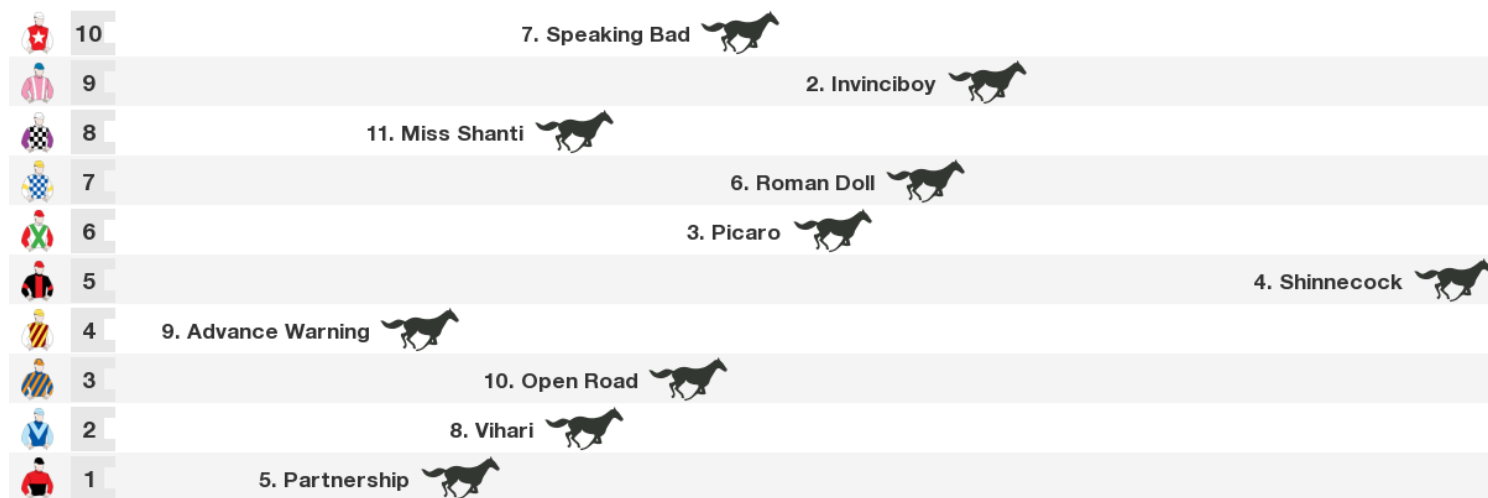 10 7. Speaking Bad
9 2. Invinciboy
8 11. Miss Shanti
7 6. Roman Doll
6 3. Picaro
5 4. Shinnecock
4 9. Advance Warning
3 10. Open Road
2 8. Vihari
1 5. Partnership